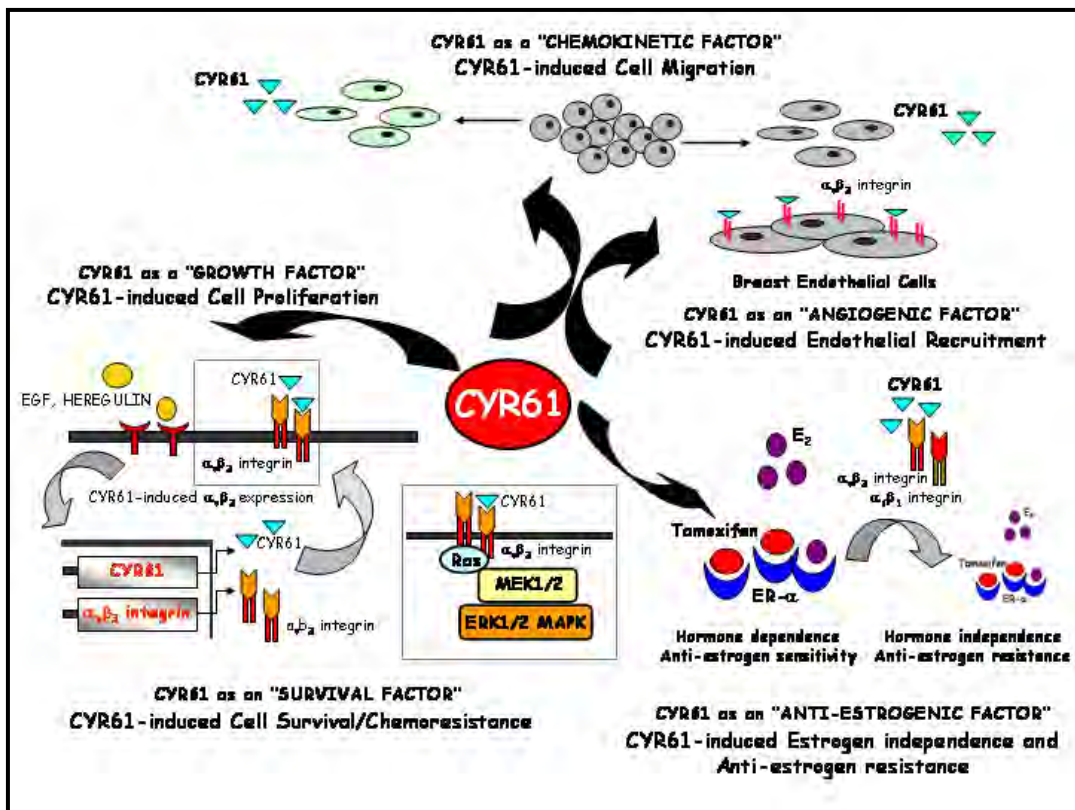 CYR61 as a "CHEMOKINETIC FACTOR"
CYR61-induced Cell Migration
CYR61
CYR61
αvβ3 integrin
Breast Endothelial Cells
CYR61 as an "ANGIOGENIC FACTOR"
CYR61-induced Endothelial Recruitment
CYR61 as a "GROWTH FACTOR"
CYR61-induced Cell Proliferation
CYR61
CYR61
EGF, HEREGULIN
αvβ3 integrin
CYR61-induced αvβ3 expression
CYR61
CYR61
αvβ3 integrin
αvβ3 integrin
CYR61
αvβ3 integrin
Ras
MEK1/2
ERK1/2 MAPK
CYR61 as an "SURVIVAL FACTOR"
CYR61-induced Cell Survival/Chemoresistance
CYR61
E2
αvβ3 integrin
integrin
Tamoxifen
ER-α
E2
Tamoxifen
ER-α
Hormone dependence
Anti-estrogen sensitivity
Hormone independence
Anti-estrogen resistance
CYR61 as an "ANTI-ESTROGENIC FACTOR"
CYR61-induced Estrogen independence and
Anti-estrogen resistance